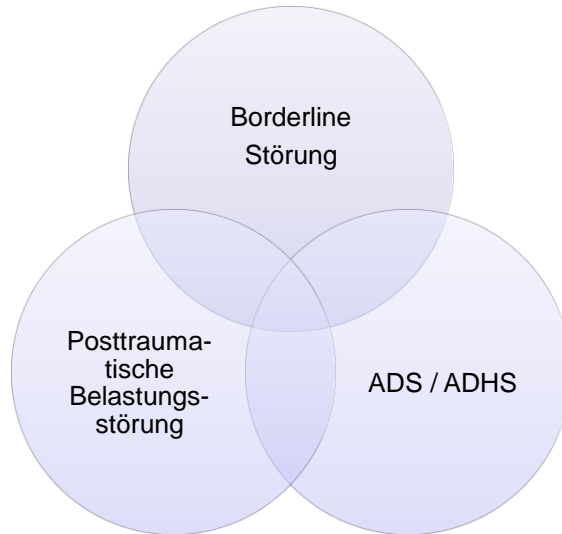 Borderline
Störung
Posttrauma-
tische
Belastungs-
störung
ADS / ADHS